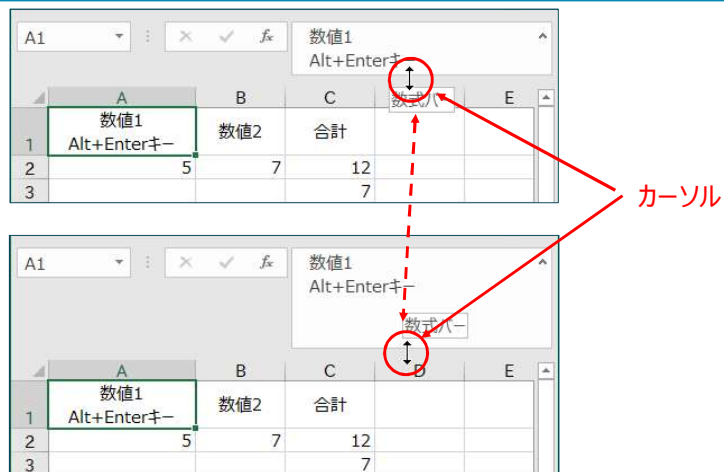 A1
fx
数値1
Alt+Enterキー
数式バー
A B C E
1
数値1
Alt+Enterキー
数値2
合計
2 5 7 12
3 7
カーソル
A1
fx
数値1
Alt+Enterキー
数式バー
A B C D E
1
数値1
Alt+Enterキー
数値2
合計
2 5 7 12
3 7